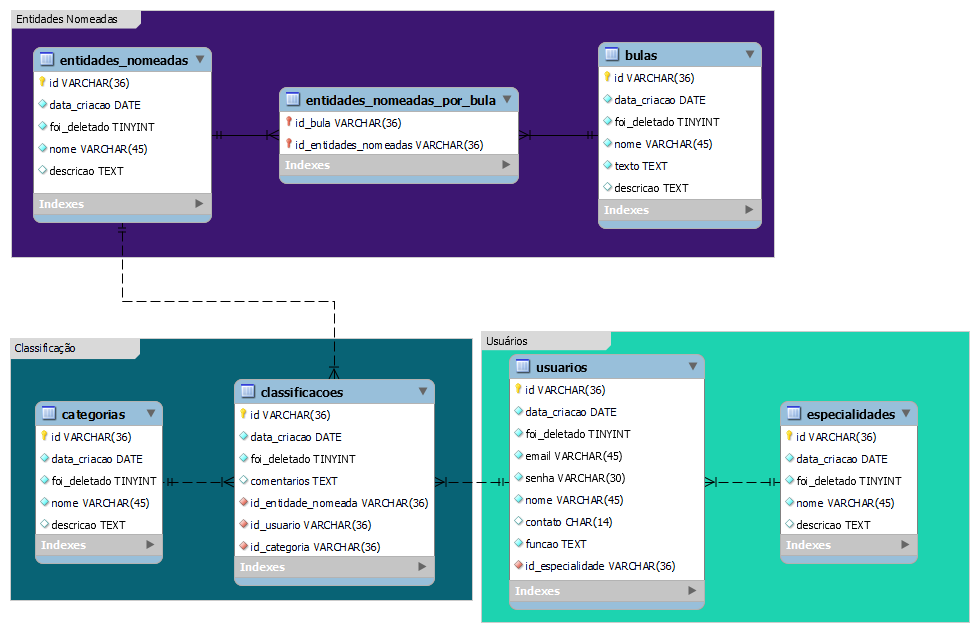 Entidades Nomeadas
entidades_nomeadas
id VARCHAR(36)
data_criacao DATE
foi_deletado TINYINT
nome VARCHAR(45)
descricao TEXT
Indexes
entidades_nomeadas_por_bula
id_bula VARCHAR(36)
id_entidades_nomeadas VARCHAR(36)
Indexes
bulas
id VARCHAR(36)
data_criacao DATE
foi_deletado TINYINT
nome VARCHAR(45)
texto TEXT
descricao TEXT
Indexes
Classificação
categorias
id VARCHAR(36)
data_criacao DATE
foi_deletado TINYINT
nome VARCHAR(45)
descricao TEXT
Indexes
classificacoes
id VARCHAR(36)
data_criacao DATE
foi_deletado TINYINT
comentarios TEXT
id_entidade_nomeada VARCHAR(36)
id_usuario VARCHAR(36)
id_categoria VARCHAR(36)
Indexes
Usuários
usuarios
id VARCHAR(36)
data_criacao DATE
foi_deletado TINYINT
email VARCHAR(45)
senha VARCHAR(30)
nome VARCHAR(45)
contato CHAR(14)
funcao TEXT
id_especialidade VARCHAR(36)
Indexes
especialidades
id VARCHAR(36)
data_criacao DATE
foi_deletado TINYINT
nome VARCHAR(45)
descricao TEXT
Indexes